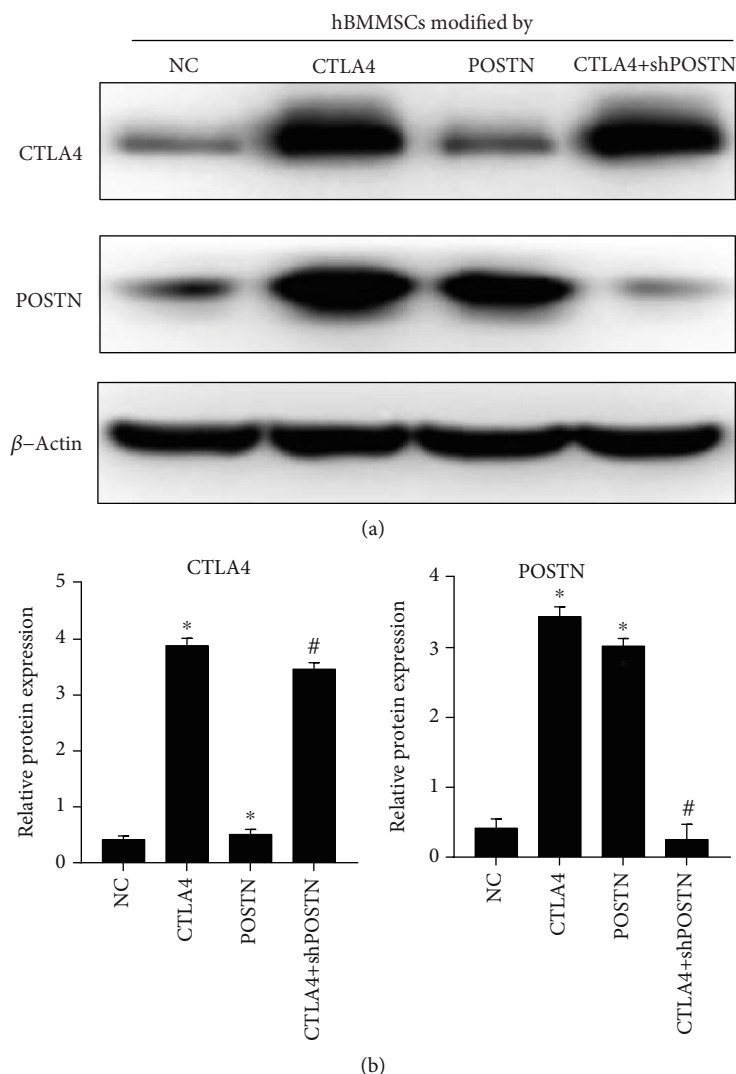 hBMMSCs modified by
NC CTLA4 POSTN CTLA4+shPOSTN
CTLA4
POSTN
β−Actin
(a)
CTLA4
Relative protein expression
5
4
3
2
1
0
*
*
#
NC
CTLA4
POSTN
CTLA4+shPOSTN
POSTN
Relative protein expression
4
3
2
1
0
*
*
#
NC
CTLA4
POSTN
CTLA4+shPOSTN
(b)